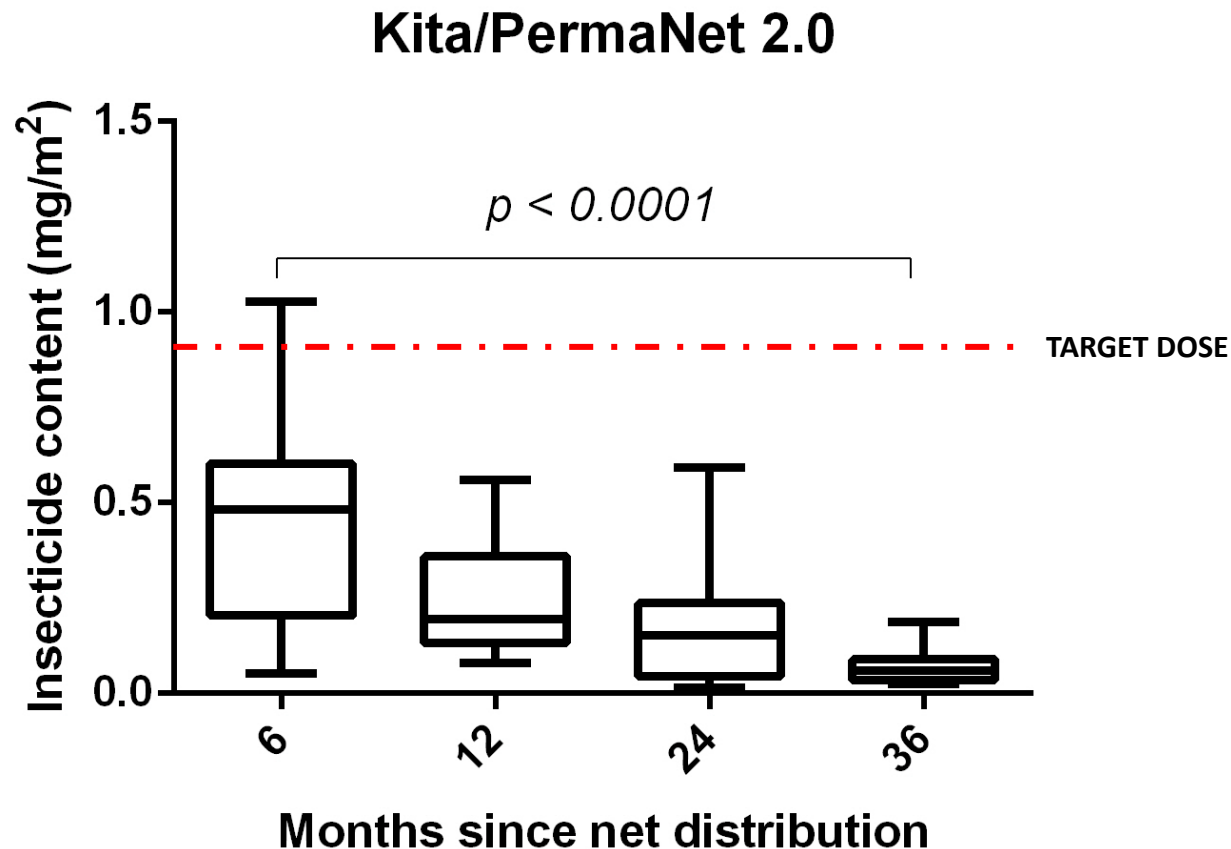 Kita/PermaNet 2.0
Insecticide content (mg/m²)
1.5
1.0
0.5
0.0
p < 0.0001
TARGET DOSE
6
12
24
36
Months since net distribution